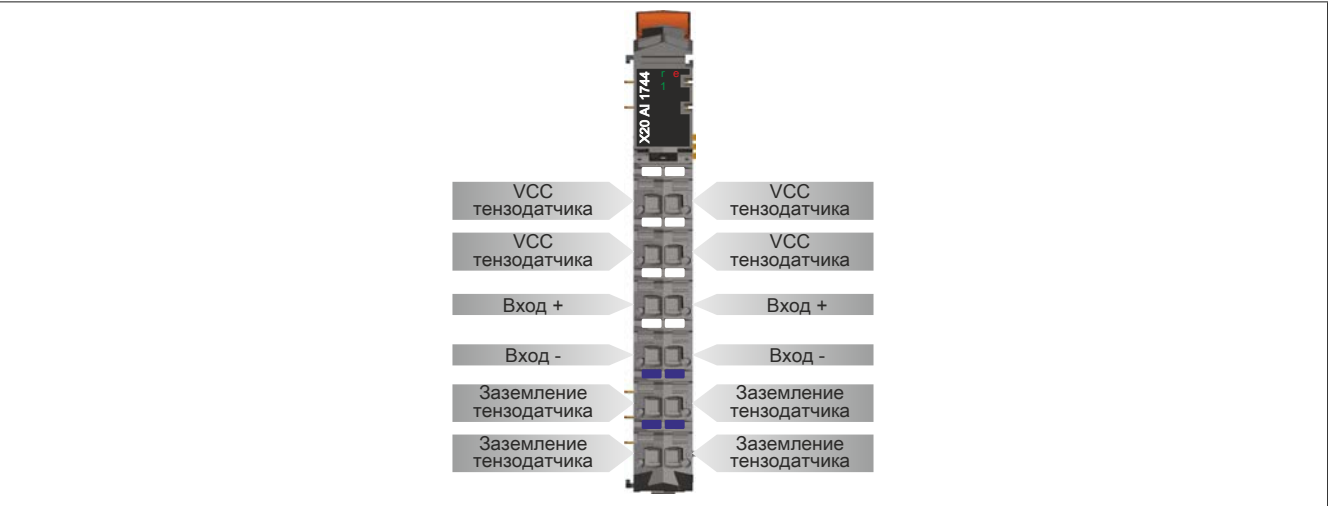 r e
1
X20 AI 1744
VCC
тензодатчика
VCC
тензодатчика
VCC
тензодатчика
VCC
тензодатчика
Вход +
Вход +
Вход -
Вход -
Заземление
тензодатчика
Заземление
тензодатчика
Заземление
тензодатчика
Заземление
тензодатчика